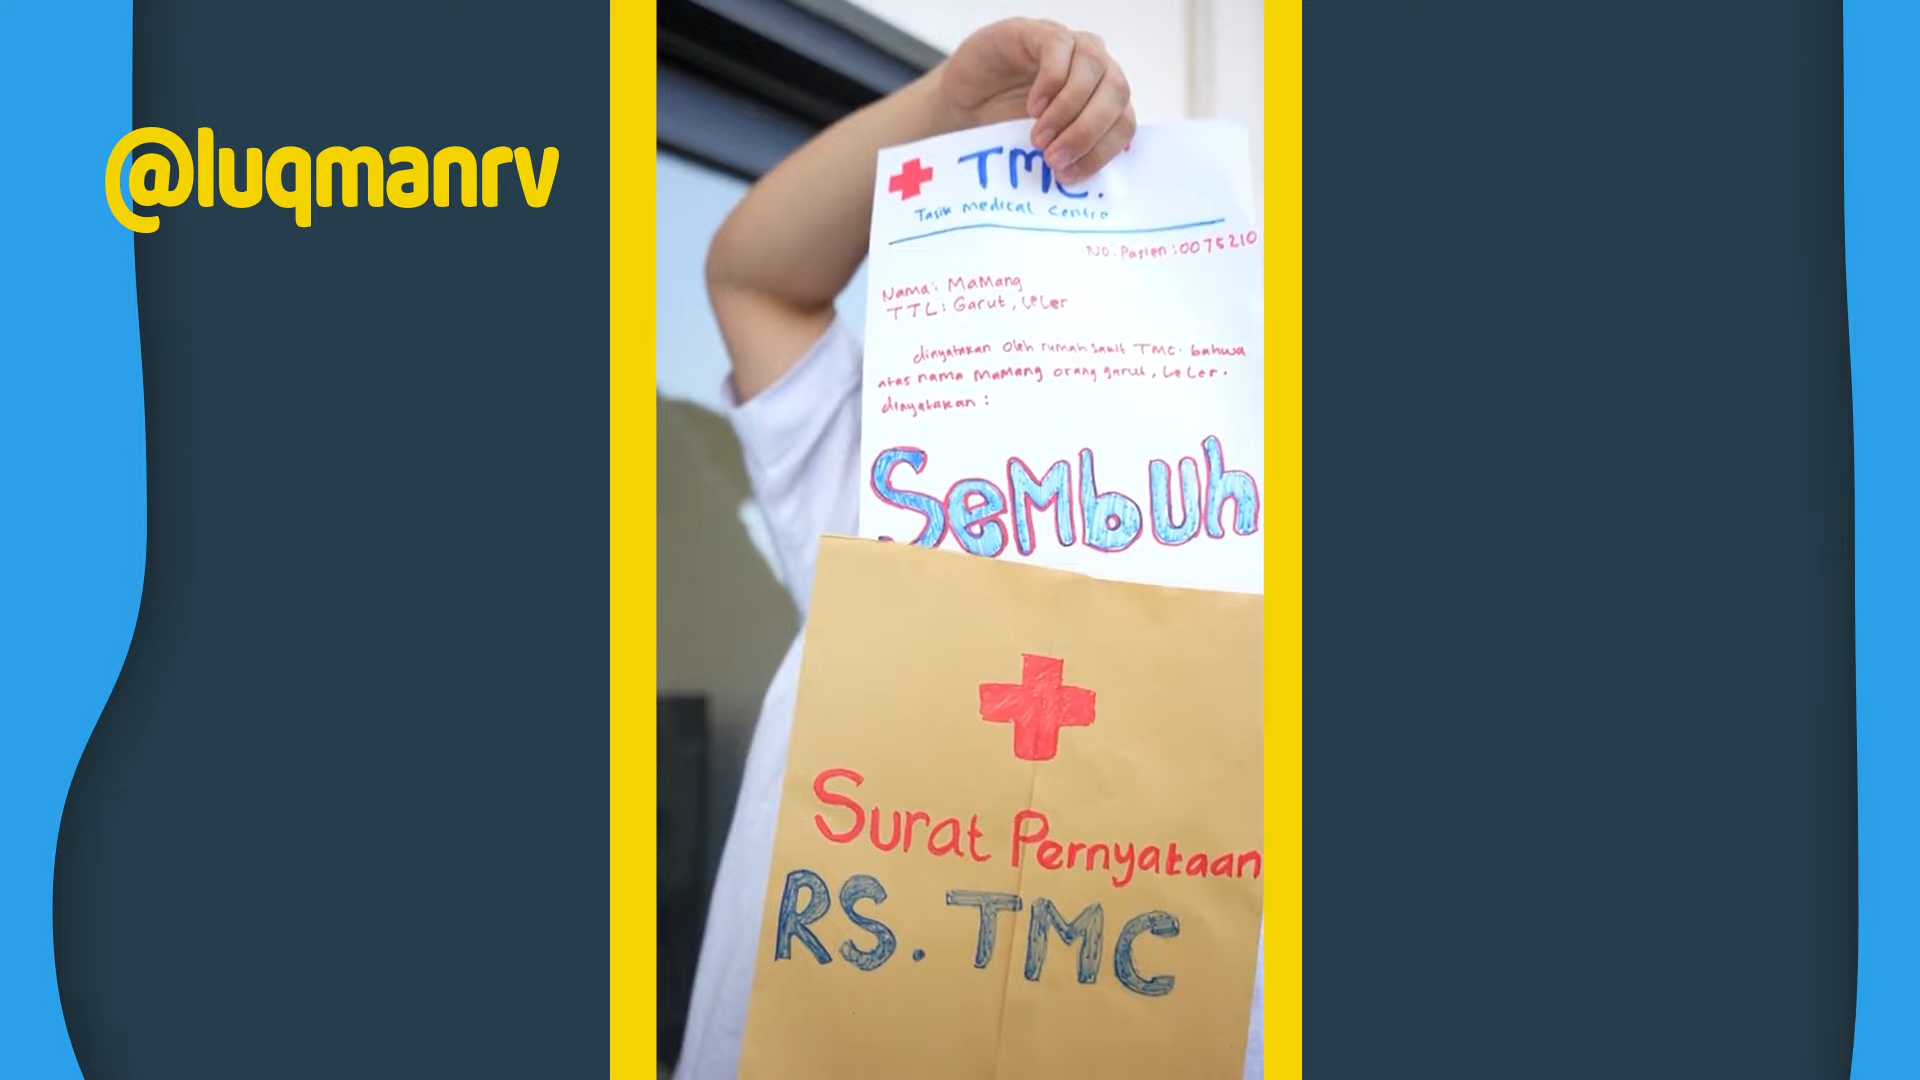 @luqmanrv
TMC.
Tasik medical centre
No. Pasien : 0075210
Nama : MaMang
TTL : Garut, LeLer
dinyatakan oleh rumah sakit TMC. bahwa
atas nama MaMang orang garut, LeLer.
dinyatakan :
SeMbUh
Surat Pernyataan
RS. TMC